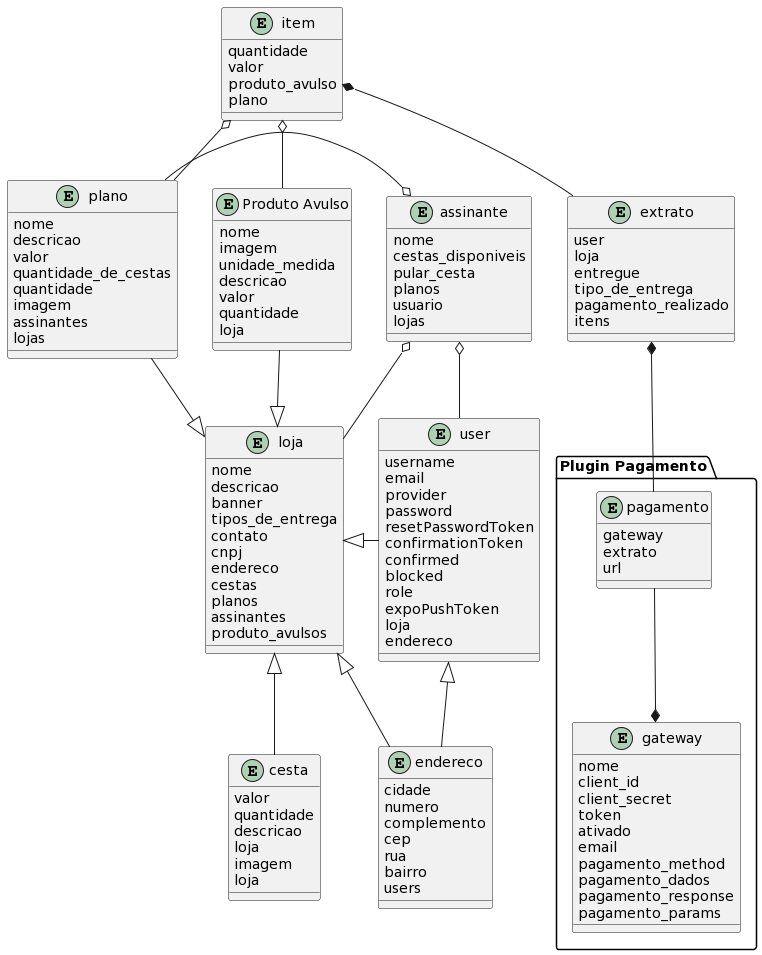 E item
quantidade
valor
produto_avulso
plano
E plano
nome
descricao
valor
quantidade_de_cestas
quantidade
imagem
assinantes
lojas
E Produto Avulso
nome
imagem
unidade_medida
descricao
valor
quantidade
loja
E assinante
nome
cestas_disponiveis
pular_cesta
planos
usuario
lojas
E extrato
user
loja
entregue
tipo_de_entrega
pagamento_realizado
itens
E loja
nome
descricao
banner
tipos_de_entrega
contato
cnpj
endereco
cestas
planos
assinantes
produto_avulsos
E user
username
email
provider
password
resetPasswordToken
confirmationToken
confirmed
blocked
role
expoPushToken
loja
endereco
Plugin Pagamento
E pagamento
gateway
extrato
url
E cesta
valor
quantidade
descricao
loja
imagem
loja
E endereco
cidade
numero
complemento
cep
rua
bairro
users
E gateway
nome
client_id
client_secret
token
ativado
email
pagamento_method
pagamento_dados
pagamento_response
pagamento_params